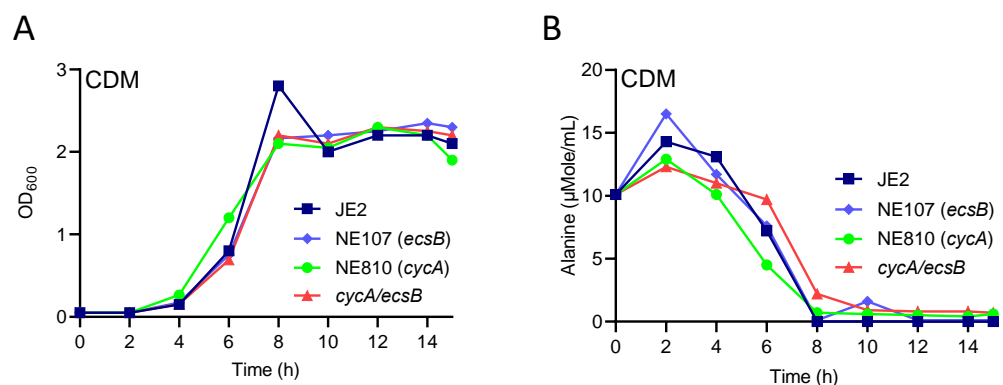 A
CDM
OD600
3
2
1
0
0 2 4 6 8 10 12 14
Time (h)
JE2
NE107 (ecsB)
NE810 (cycA)
cycA/ecsB
B
CDM
Alanine (μMole/mL)
20
15
10
5
0
0 2 4 6 8 10 12 14
Time (h)
JE2
NE107 (ecsB)
NE810 (cycA)
cycA/ecsB